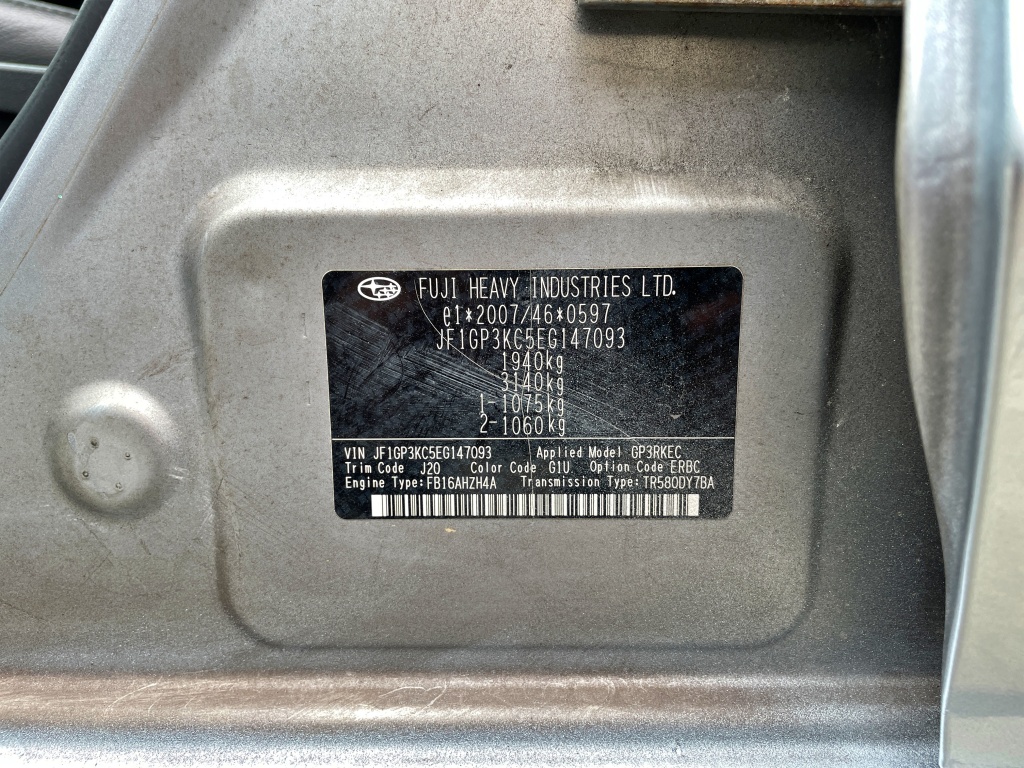 FUJI HEAVY INDUSTRIES LTD.
e1*2007/46*0597
JF1GP3KC5EG147093
1940kg
3140kg
1-1075kg
2-1060kg
VIN JF1GP3KC5EG147093 Applied Model GP3RKEC
Trim Code J20 Color Code G1U Option Code ERBC
Engine Type:FB16AHZH4A Transmission Type:TR580DY7BA